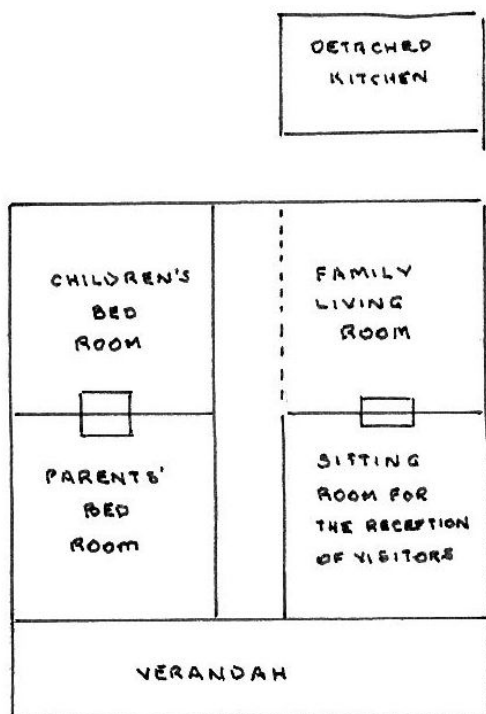 DETACHED
KITCHEN
CHILDREN'S
BED
ROOM
FAMILY
LIVING
ROOM
PARENTS'
BED
ROOM
SITTING
ROOM FOR
THE RECEPTION
OF VISITORS
VERANDAH